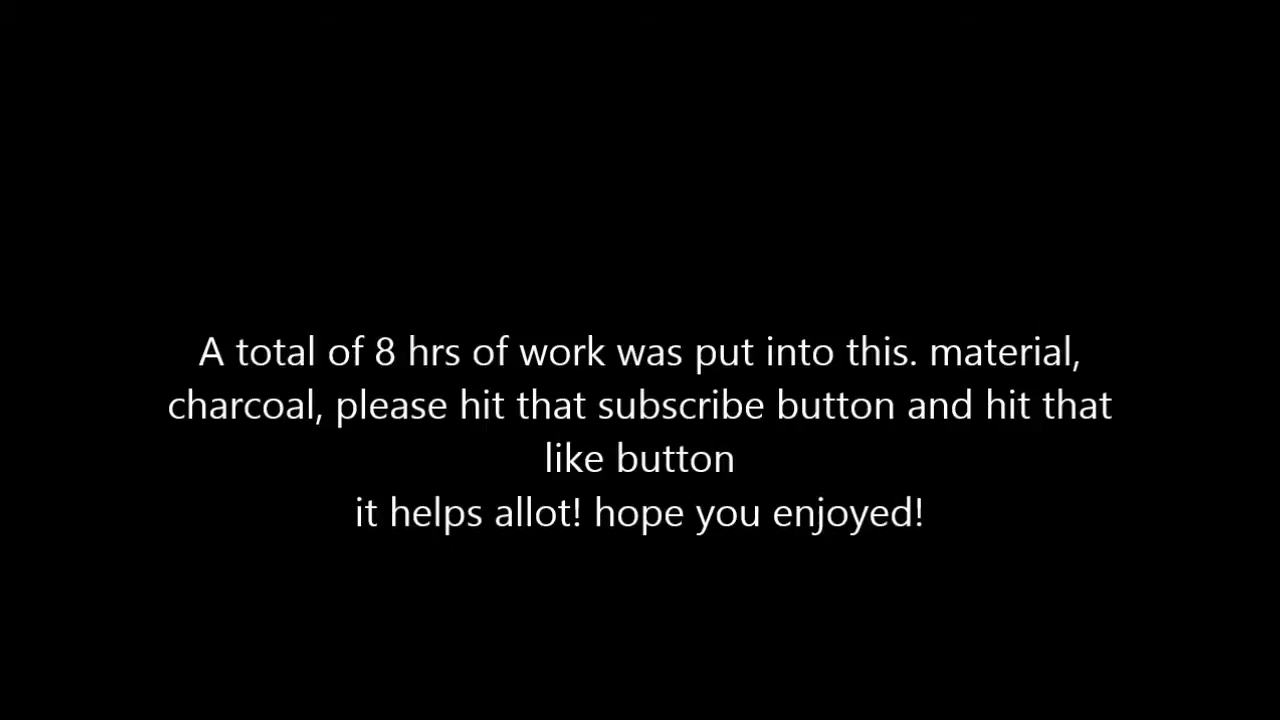 A total of 8 hrs of work was put into this. material,
charcoal, please hit that subscribe button and hit that
like button
it helps allot! hope you enjoyed!